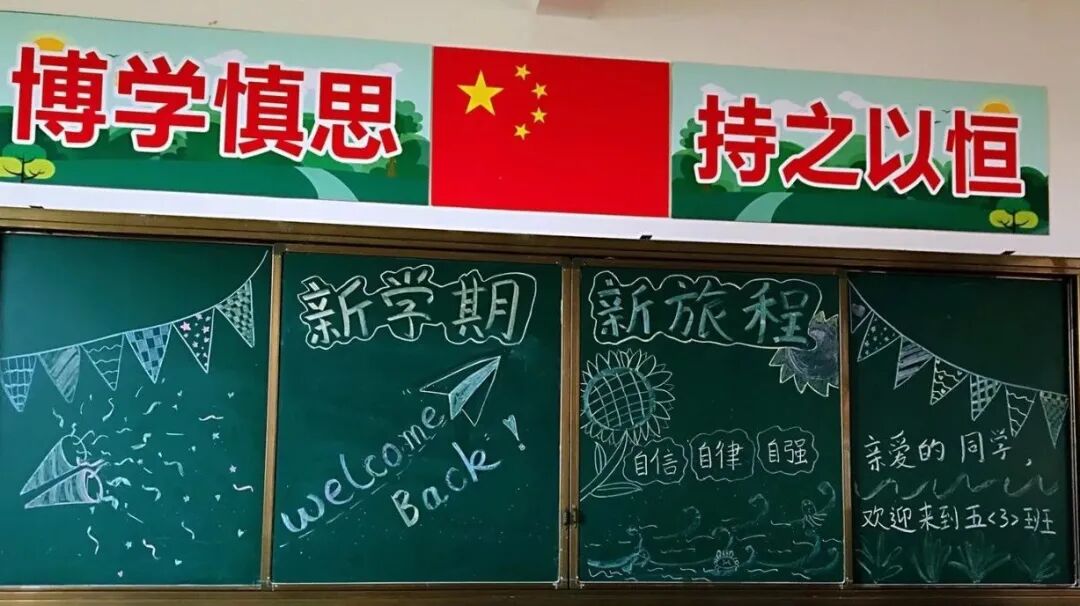 博学慎思
持之以恒
新学期
新旅程
welcome
Back!
自信 自律 自强
亲爱的同学，
欢迎来到五<3>班